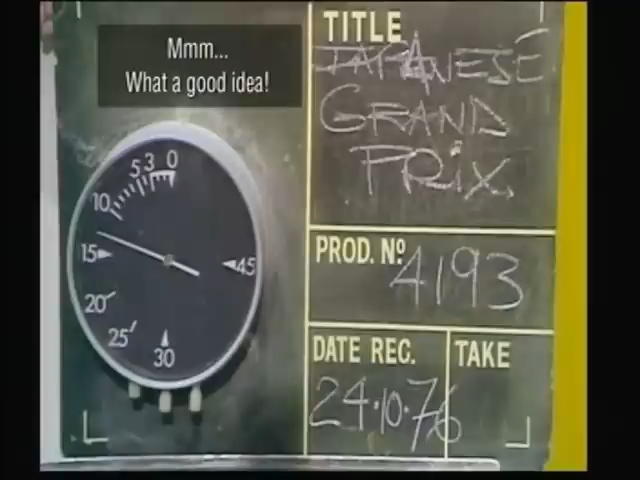 Mmm...
What a good idea!
TITLE
JAPANESE
GRAND
PRIX
0
3
5
10
15
20
25
30
45
PROD. Nº
4193
DATE REC.
24.10.76
TAKE